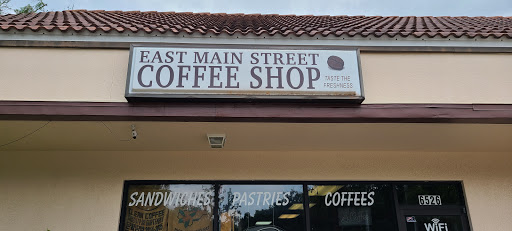 EAST MAIN STREET
COFFEE SHOP
TASTE THE
FRESHNESS
SANDWICHES PASTRIES COFFEES
6526
WiFi